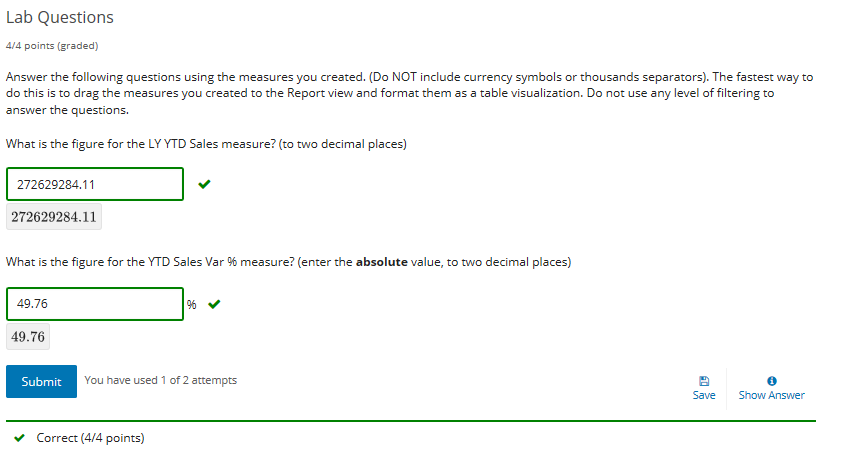 Lab Questions
4/4 points (graded)
Answer the following questions using the measures you created. (Do NOT include currency symbols or thousands separators). The fastest way to
do this is to drag the measures you created to the Report view and format them as a table visualization. Do not use any level of filtering to
answer the questions.
What is the figure for the LY YTD Sales measure? (to two decimal places)
272629284.11
272629284.11
What is the figure for the YTD Sales Var % measure? (enter the absolute value, to two decimal places)
49.76 %
49.76
Submit You have used 1 of 2 attempts
Save Show Answer
Correct (4/4 points)